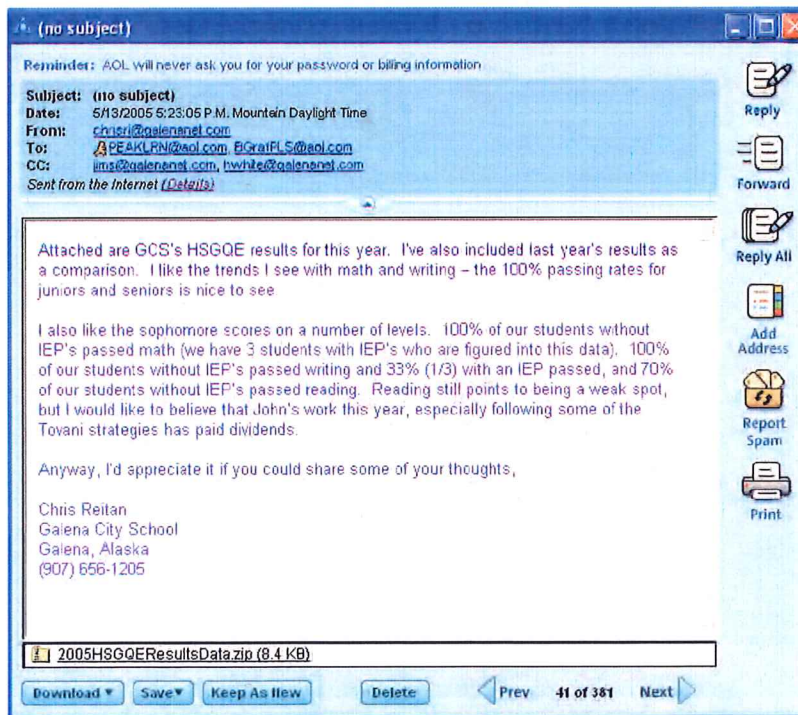 (no subject)
Reminder: AOL will never ask you for your password or billing information
Subject: (no subject)
Date: 5/13/2005 5:23:05 P.M. Mountain Daylight Time
From: chrisri@galenanet.com
To: PEAKLRN@aol.com, BGratPLS@aol.com
CC: jims@galenanet.com, hwhite@galenanet.com
Sent from the Internet (Details)
Attached are GCS's HSGQE results for this year. I've also included last year's results as
a comparison. I like the trends I see with math and writing – the 100% passing rates for
juniors and seniors is nice to see
I also like the sophomore scores on a number of levels. 100% of our students without
IEP's passed math (we have 3 students with IEP's who are figured into this data). 100%
of our students without IEP's passed writing and 33% (1/3) with an IEP passed, and 70%
of our students without IEP's passed reading. Reading still points to being a weak spot,
but I would like to believe that John's work this year, especially following some of the
Tovani strategies has paid dividends.
Anyway, I'd appreciate it if you could share some of your thoughts,
Chris Reitan
Galena City School
Galena, Alaska
(907) 656-1205
2005HSGQEResultsData.zip (8.4 KB)
Download Save Keep As New Delete Prev 41 of 381 Next
Reply
Forward
Reply All
Add
Address
Report
Spam
Print